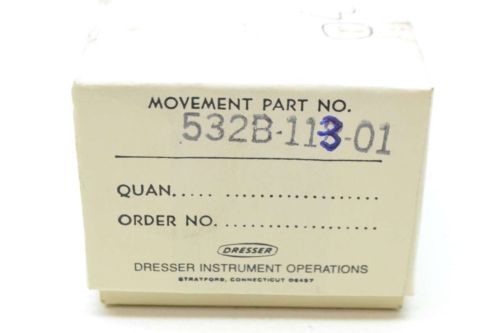 MOVEMENT PART NO.
532B-113-01
QUAN.....................
ORDER NO.....................
DRESSER
DRESSER INSTRUMENT OPERATIONS
STRATFORD, CONNECTICUT 06497